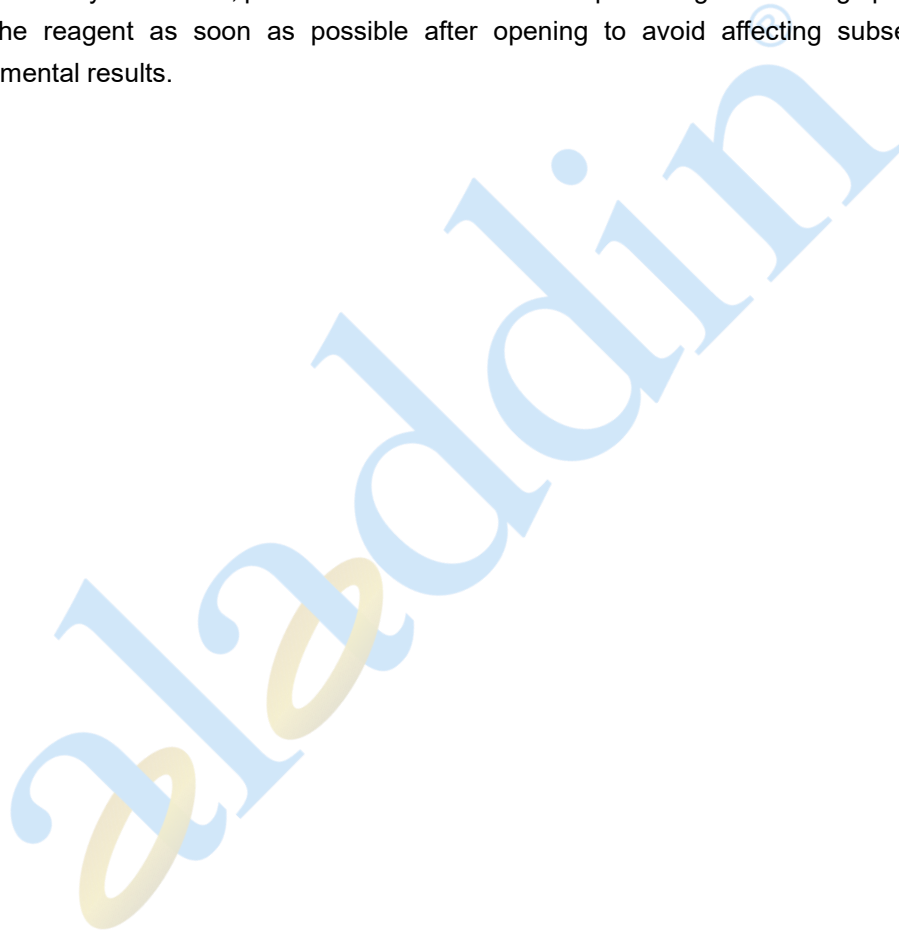 he reagent as soon as possible after opening to avoid affecting subse
mental results.
aladdin®